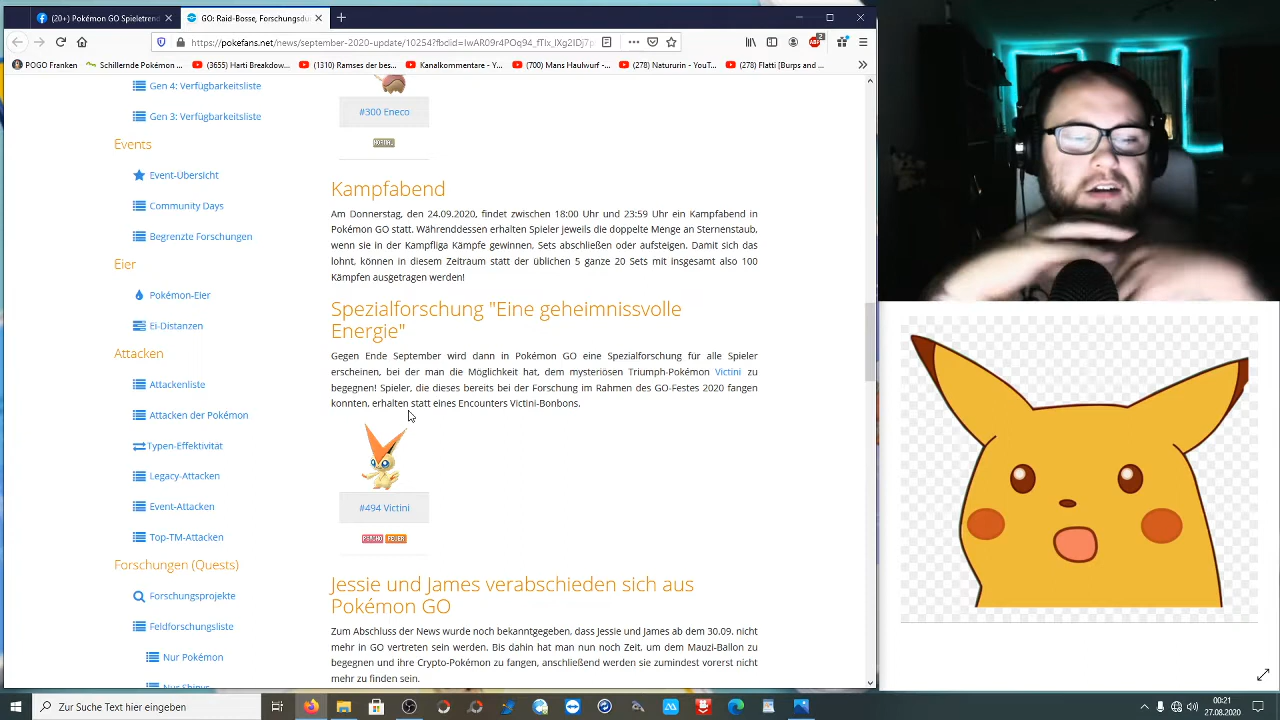 (20+) Pokémon GO Spieletrend
GO: Raid-Bosse, Forschungsdu
https://pokefans.net/news/september-2020-update/10254?fbclid=IwAR09r4POq94_fTlx_lXg2IDj7p
POGO Franken
Schillernde Pokémon ...
(3655) Harti Breakdow...
(1310) Ramses der bes...
Kanalkommentare - Y...
(700) Mans Haulwurf -...
(278) Natururin - YouT...
(278) Flatti [Burps and ...
Gen 4: Verfügbarkeitsliste
Gen 3: Verfügbarkeitsliste
Events
Event-Übersicht
Community Days
Begrenzte Forschungen
Eier
Pokémon-Eier
Ei-Distanzen
Attacken
Attackenliste
Attacken der Pokémon
Typen-Effektivität
Legacy-Attacken
Event-Attacken
Top-TM-Attacken
Forschungen (Quests)
Forschungsprojekte
Feldforschungsliste
Nur Pokémon
Nur Shinys
#300 Eneco
NORMAL
Kampfabend
Am Donnerstag, den 24.09.2020, findet zwischen 18:00 Uhr und 23:59 Uhr ein Kampfabend in
Pokémon GO statt. Währenddessen erhalten Spieler jeweils die doppelte Menge an Sternenstaub,
wenn sie in der Kampfliga Kämpfe gewinnen, Sets abschließen oder aufsteigen. Damit sich das
lohnt, können in diesem Zeitraum statt der üblichen 5 ganze 20 Sets mit insgesamt also 100
Kämpfen ausgetragen werden!
Spezialforschung "Eine geheimnissvolle
Energie"
Gegen Ende September wird dann in Pokémon GO eine Spezialforschung für alle Spieler
erscheinen, bei der man die Möglichkeit hat, dem mysteriösen Triumph-Pokémon Victini zu
begegnen! Spieler, die dieses bereits bei der Forschung im Rahmen des GO-Festes 2020 fangen
konnten, erhalten statt eines Encounters Victini-Bonbons.
#494 Victini
PSYCHO FEUER
Jessie und James verabschieden sich aus
Pokémon GO
Zum Abschluss der News wurde noch bekanntgegeben, dass Jessie und James ab dem 30.09. nicht
mehr in GO vertreten sein werden. Bis dahin hat man nun noch Zeit, um dem Mauzi-Ballon zu
begegnen und ihre Crypto-Pokémon zu fangen, anschließend werden sie zumindest vorerst nicht
mehr zu finden sein.
Zur Suche Text hier eingeben
00:21
27.08.2020